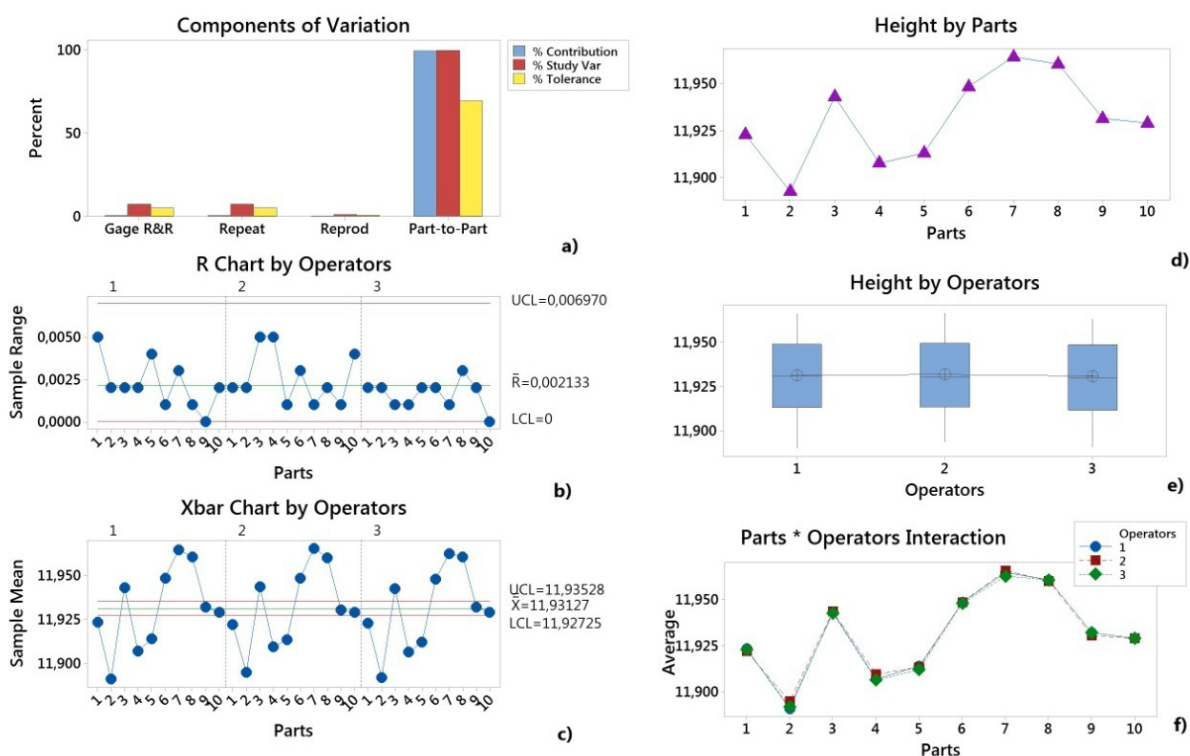 Components of Variation
100
50
0
Percent
% Contribution
% Study Var
% Tolerance
Gage R&R
Repeat
Reprod
Part-to-Part
a)
R Chart by Operators
1
2
3
UCL=0,006970
R̄=0,002133
LCL=0
0,0050
0,0025
0,0000
Sample Range
1 2 3 4 5 6 7 8 9 10 1 2 3 4 5 6 7 8 9 10 1 2 3 4 5 6 7 8 9 10
Parts
b)
Xbar Chart by Operators
1
2
3
UCL=11,93528
X̿=11,93127
LCL=11,92725
11,950
11,925
11,900
Sample Mean
1 2 3 4 5 6 7 8 9 10 1 2 3 4 5 6 7 8 9 10 1 2 3 4 5 6 7 8 9 10
Parts
c)
Height by Parts
11,950
11,925
11,900
1 2 3 4 5 6 7 8 9 10
Parts
d)
Height by Operators
11,950
11,925
11,900
1 2 3
Operators
e)
Parts * Operators Interaction
Operators
1
2
3
11,950
11,925
11,900
Average
1 2 3 4 5 6 7 8 9 10
Parts
f)